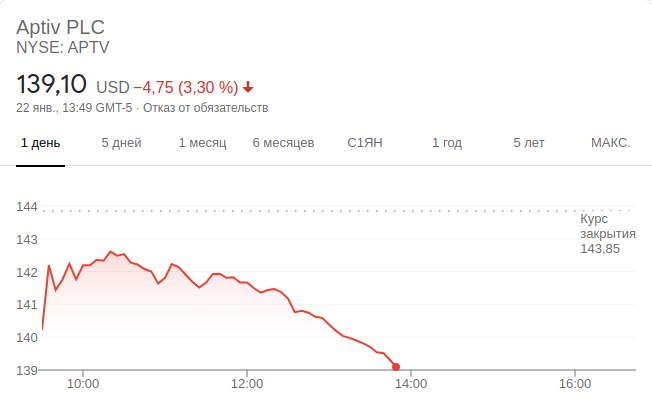 Aptiv PLC
NYSE: APTV
139,10 USD −4,75 (3,30 %)
22 янв., 13:49 GMT-5 · Отказ от обязательств
1 день 5 дней 1 месяц 6 месяцев С1ЯН 1 год 5 лет МАКС.
144
Курс
закрытия
143,85
143
142
141
140
139
10:00 12:00 14:00 16:00